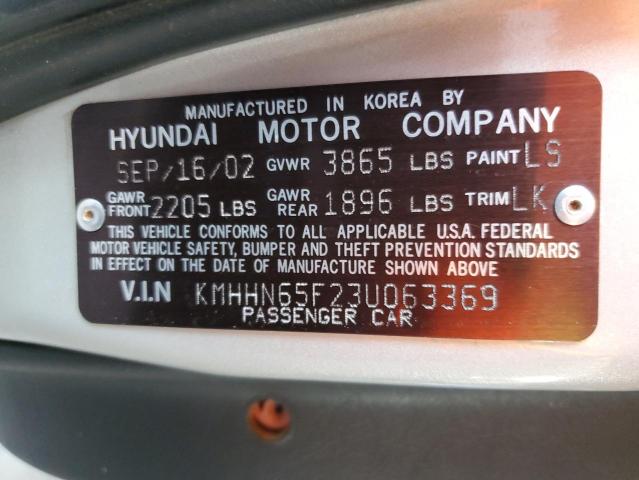 MANUFACTURED IN KOREA BY
HYUNDAI MOTOR COMPANY
SEP/16/02 GVWR 3865 LBS PAINT LS
GAWR FRONT 2205 LBS GAWR REAR 1896 LBS TRIM LK
THIS VEHICLE CONFORMS TO ALL APPLICABLE U.S.A. FEDERAL
MOTOR VEHICLE SAFETY, BUMPER AND THEFT PREVENTION STANDARDS
IN EFFECT ON THE DATE OF MANUFACTURE SHOWN ABOVE
V.I.N KMHHN65F23U063369
PASSENGER CAR